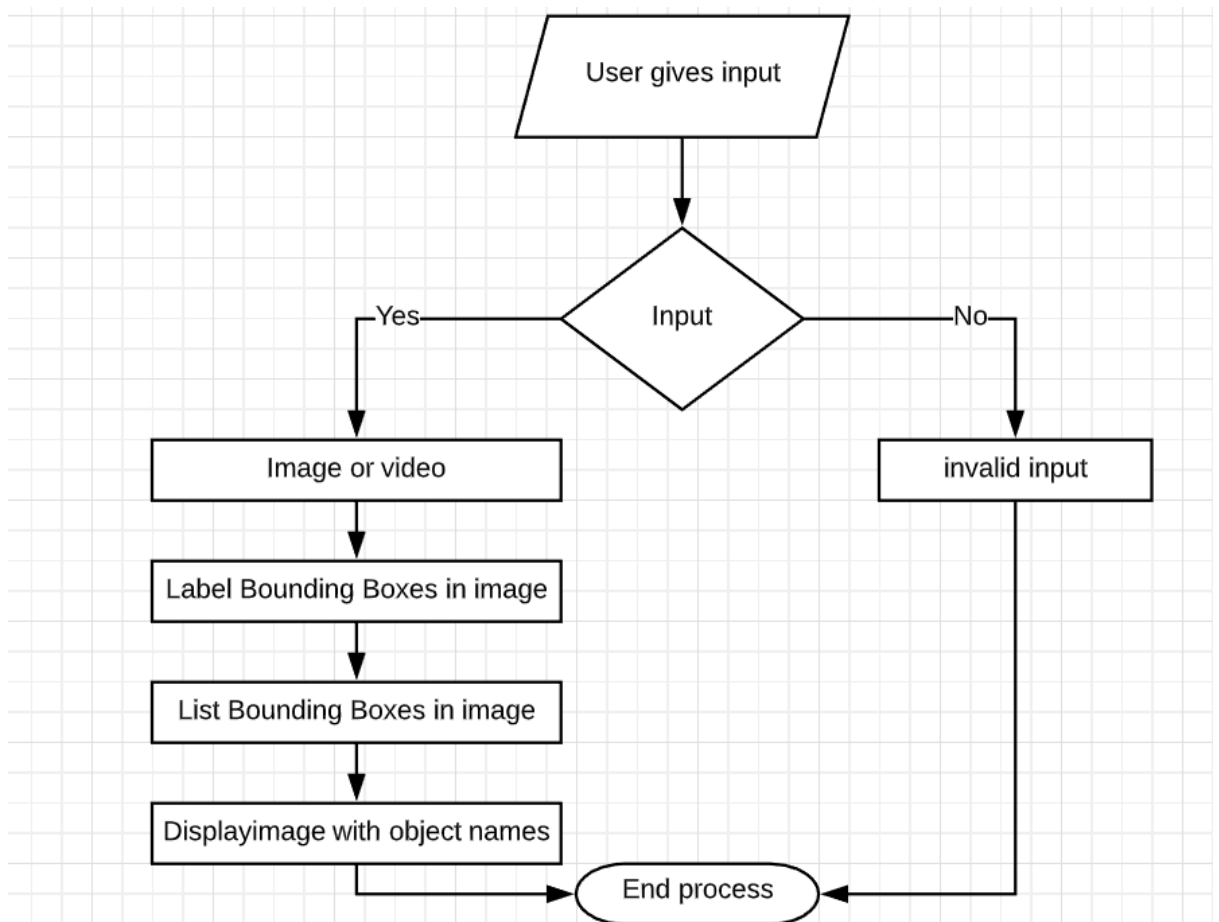 User gives input
Input
Yes
No
Image or video
invalid input
Label Bounding Boxes in image
List Bounding Boxes in image
Displayimage with object names
End process